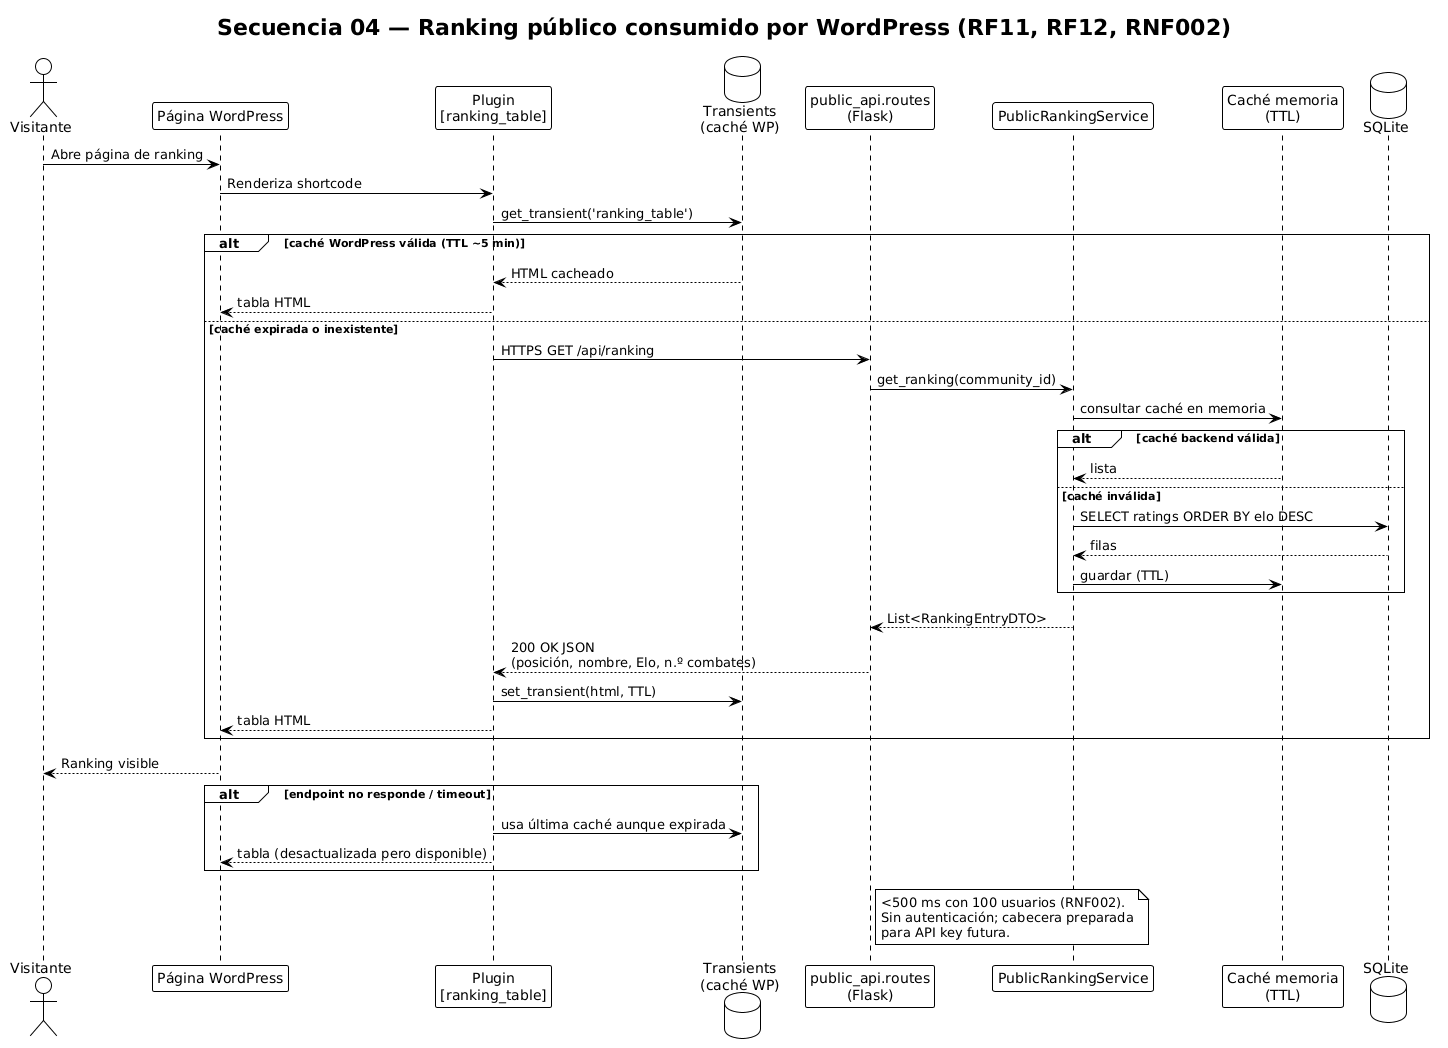 Secuencia 04 — Ranking público consumido por WordPress (RF11, RF12, RNF002)
Visitante
Página WordPress
Plugin
[ranking_table]
Transients
(caché WP)
public_api.routes
(Flask)
PublicRankingService
Caché memoria
(TTL)
SQLite
Abre página de ranking
Renderiza shortcode
get_transient('ranking_table')
alt
[caché WordPress válida (TTL ~5 min)]
HTML cacheado
tabla HTML
[caché expirada o inexistente]
HTTPS GET /api/ranking
get_ranking(community_id)
consultar caché en memoria
alt
[caché backend válida]
lista
[caché inválida]
SELECT ratings ORDER BY elo DESC
filas
guardar (TTL)
List<RankingEntryDTO>
200 OK JSON
(posición, nombre, Elo, n.º combates)
set_transient(html, TTL)
tabla HTML
Ranking visible
alt
[endpoint no responde / timeout]
usa última caché aunque expirada
tabla (desactualizada pero disponible)
<500 ms con 100 usuarios (RNF002).
Sin autenticación; cabecera preparada
para API key futura.
Visitante
Página WordPress
Plugin
[ranking_table]
Transients
(caché WP)
public_api.routes
(Flask)
PublicRankingService
Caché memoria
(TTL)
SQLite